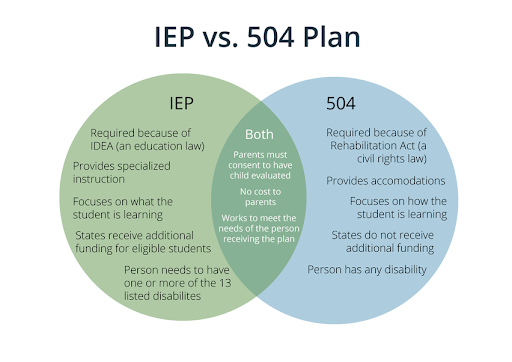 IEP vs. 504 Plan
IEP
Required because of
IDEA (an education law)
Provides specialized
instruction
Focuses on what the
student is learning
States receive additional
funding for eligible students
Person needs to have
one or more of the 13
listed disabilites
Both
Parents must
consent to have
child evaluated
No cost to
parents
Works to meet the
needs of the person
receiving the plan
504
Required because of
Rehabilitation Act (a
civil rights law)
Provides accomodations
Focuses on how the
student is learning
States do not receive
additional funding
Person has any disability